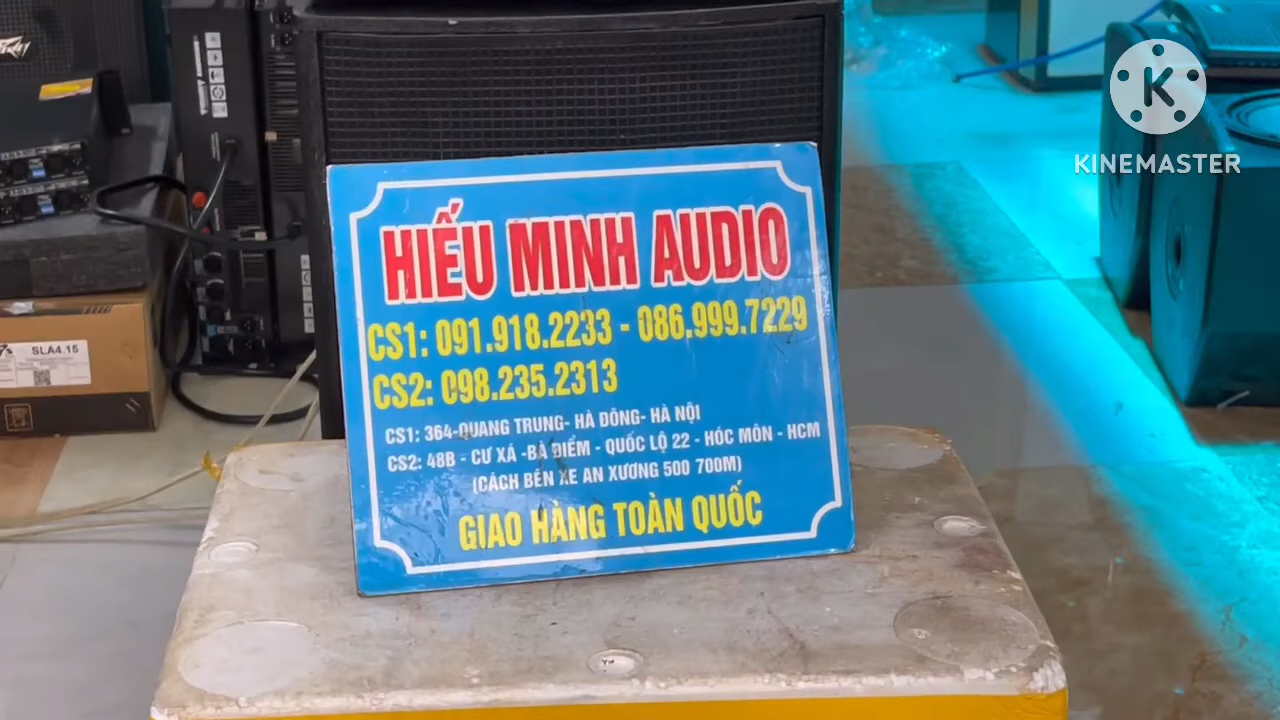 HIẾU MINH AUDIO
CS1: 091.918.2233 - 086.999.7229
CS2: 098.235.2313
CS1: 364-QUANG TRUNG- HÀ ĐÔNG- HÀ NỘI
CS2: 48B - CƯ XÁ -BÀ ĐIỂM - QUỐC LỘ 22 - HÓC MÔN - HCM
(CÁCH BẾN XE AN XƯƠNG 500 700M)
GIAO HÀNG TOÀN QUỐC
K
KINEMASTER
SLA4.15